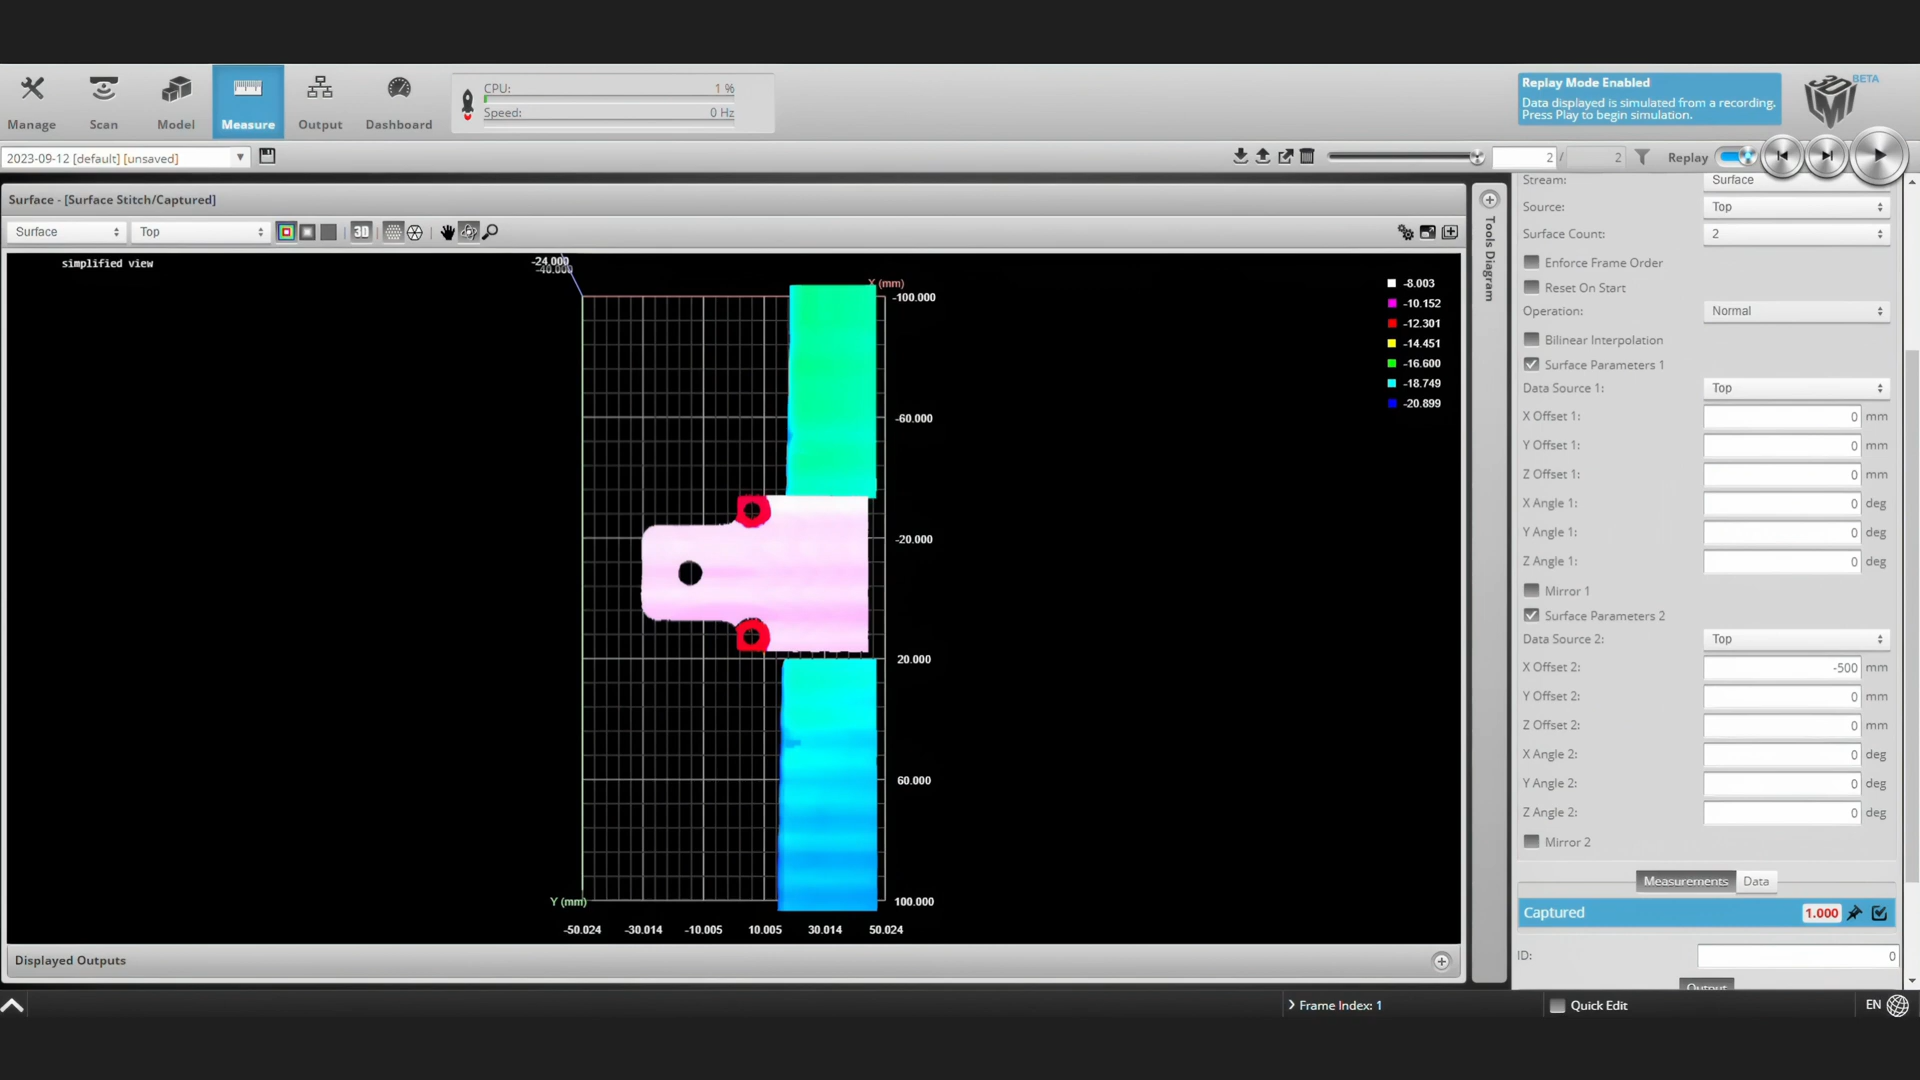 Manage
Scan
Model
Measure
Output
Dashboard
CPU: 1 %
Speed: 0 Hz
Replay Mode Enabled
Data displayed is simulated from a recording.
Press Play to begin simulation.
3D
BETA
2023-09-12 [default] [unsaved]
2 / 2
Replay
Surface - [Surface Stitch/Captured]
Surface
Top
3D
simplified view
-24.000
-40.000
X (mm)
-100.000
-60.000
-20.000
20.000
60.000
100.000
Y (mm)
-50.024
-30.014
-10.005
10.005
30.014
50.024
-8.003
-10.152
-12.301
-14.451
-16.600
-18.749
-20.899
Tools Diagram
Stream: Surface
Source: Top
Surface Count: 2
Enforce Frame Order
Reset On Start
Operation: Normal
Bilinear Interpolation
Surface Parameters 1
Data Source 1: Top
X Offset 1: 0 mm
Y Offset 1: 0 mm
Z Offset 1: 0 mm
X Angle 1: 0 deg
Y Angle 1: 0 deg
Z Angle 1: 0 deg
Mirror 1
Surface Parameters 2
Data Source 2: Top
X Offset 2: -500 mm
Y Offset 2: 0 mm
Z Offset 2: 0 mm
X Angle 2: 0 deg
Y Angle 2: 0 deg
Z Angle 2: 0 deg
Mirror 2
Measurements
Data
Captured 1.000
ID: 0
Output
Displayed Outputs
Frame Index: 1
Quick Edit
EN